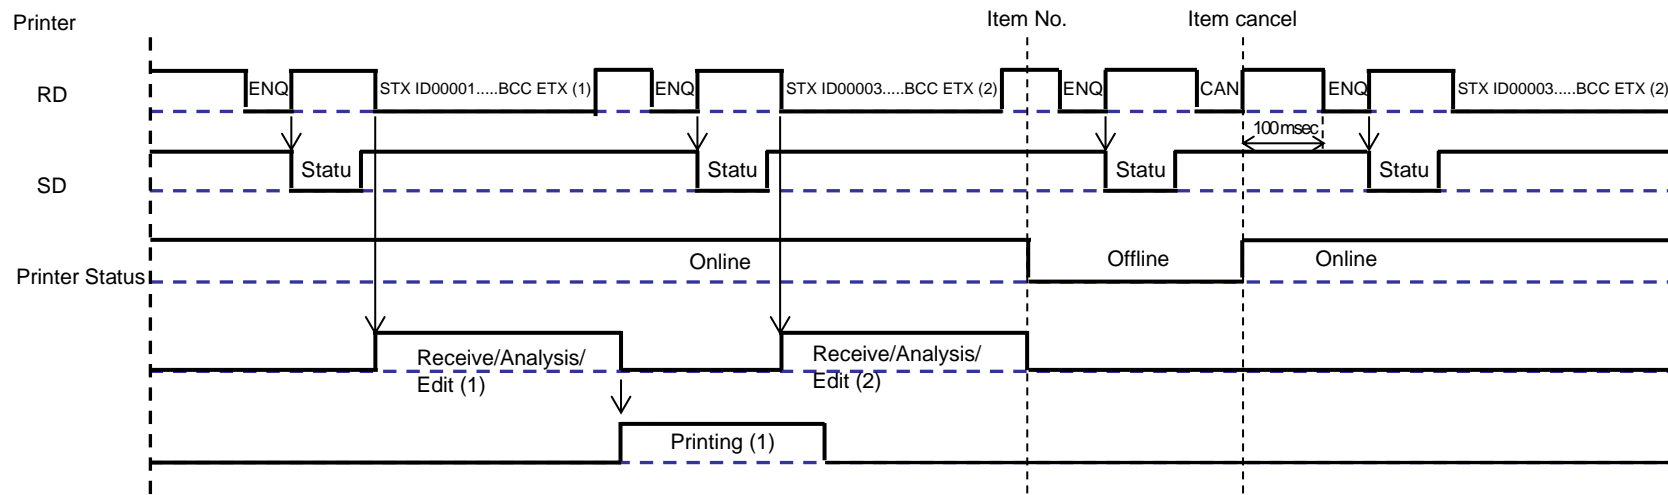 Printer
Item No.
Item cancel
RD
ENQ
STX ID00001.....BCC ETX (1)
ENQ
STX ID00003.....BCC ETX (2)
ENQ
CAN
ENQ
STX ID00003.....BCC ETX (2)
100msec
SD
Statu
Statu
Statu
Statu
Printer Status
Online
Offline
Online
Receive/Analysis/
Edit (1)
Receive/Analysis/
Edit (2)
Printing (1)